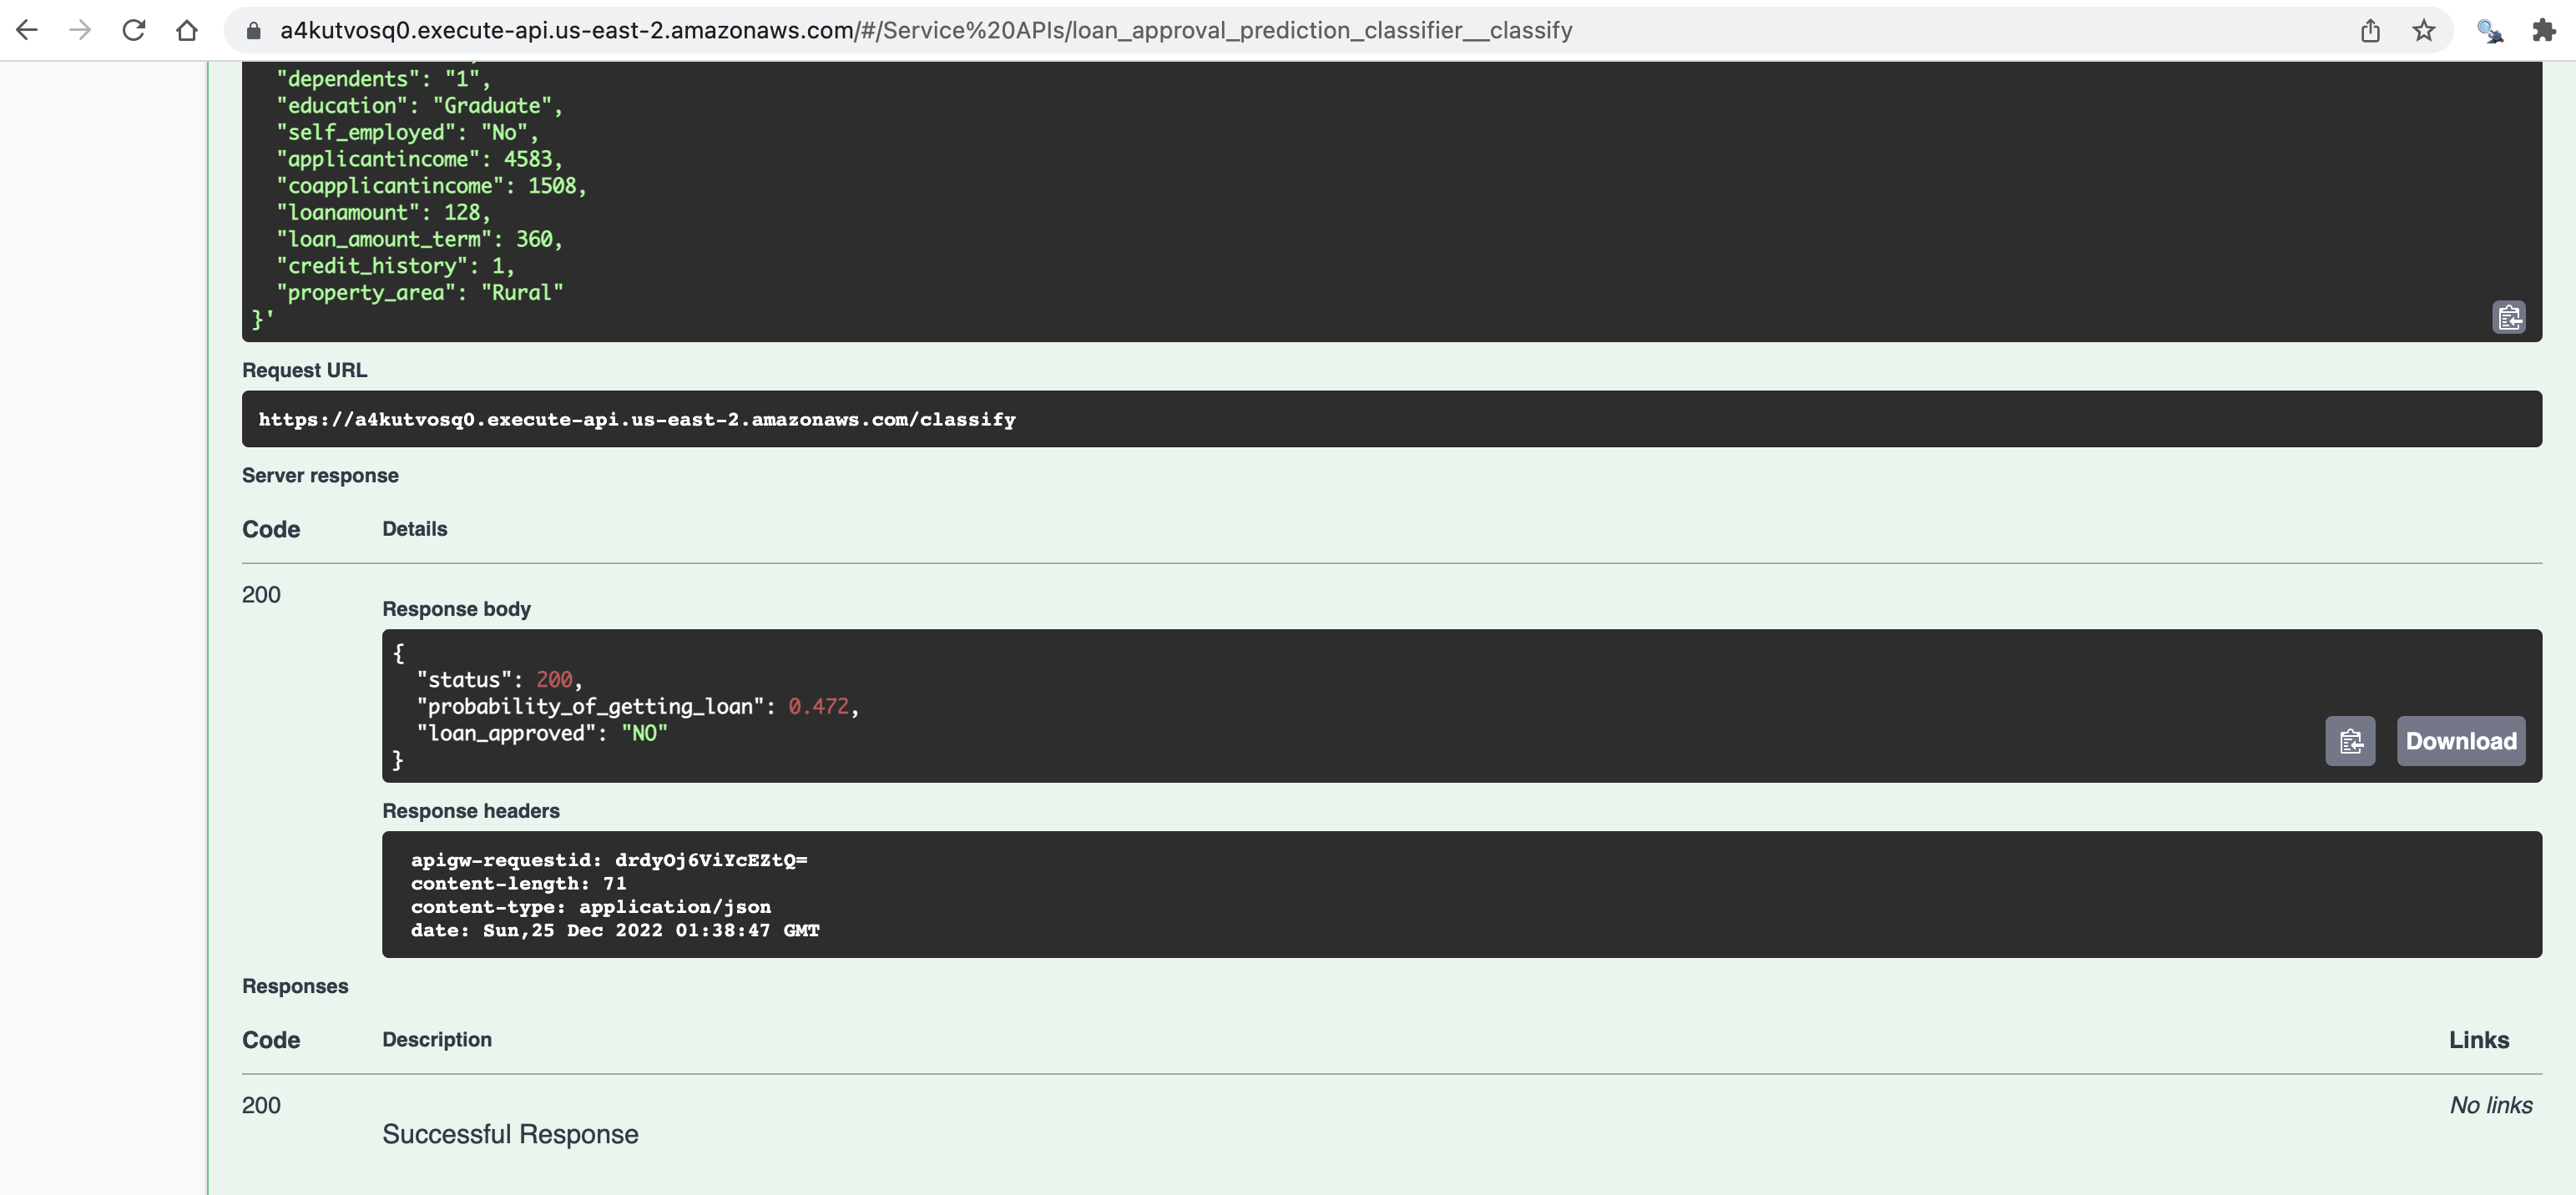 a4kutvosq0.execute-api.us-east-2.amazonaws.com/#/Service%20APIs/loan_approval_prediction_classifier__classify
"dependents": "1",
"education": "Graduate",
"self_employed": "No",
"applicantincome": 4583,
"coapplicantincome": 1508,
"loanamount": 128,
"loan_amount_term": 360,
"credit_history": 1,
"property_area": "Rural"
}'
Request URL
https://a4kutvosq0.execute-api.us-east-2.amazonaws.com/classify
Server response
Code Details
200
Response body
{
"status": 200,
"probability_of_getting_loan": 0.472,
"loan_approved": "NO"
}
Download
Response headers
apigw-requestid: drdyOj6ViYcEZtQ=
content-length: 71
content-type: application/json
date: Sun,25 Dec 2022 01:38:47 GMT
Responses
Code Description Links
200 No links
Successful Response